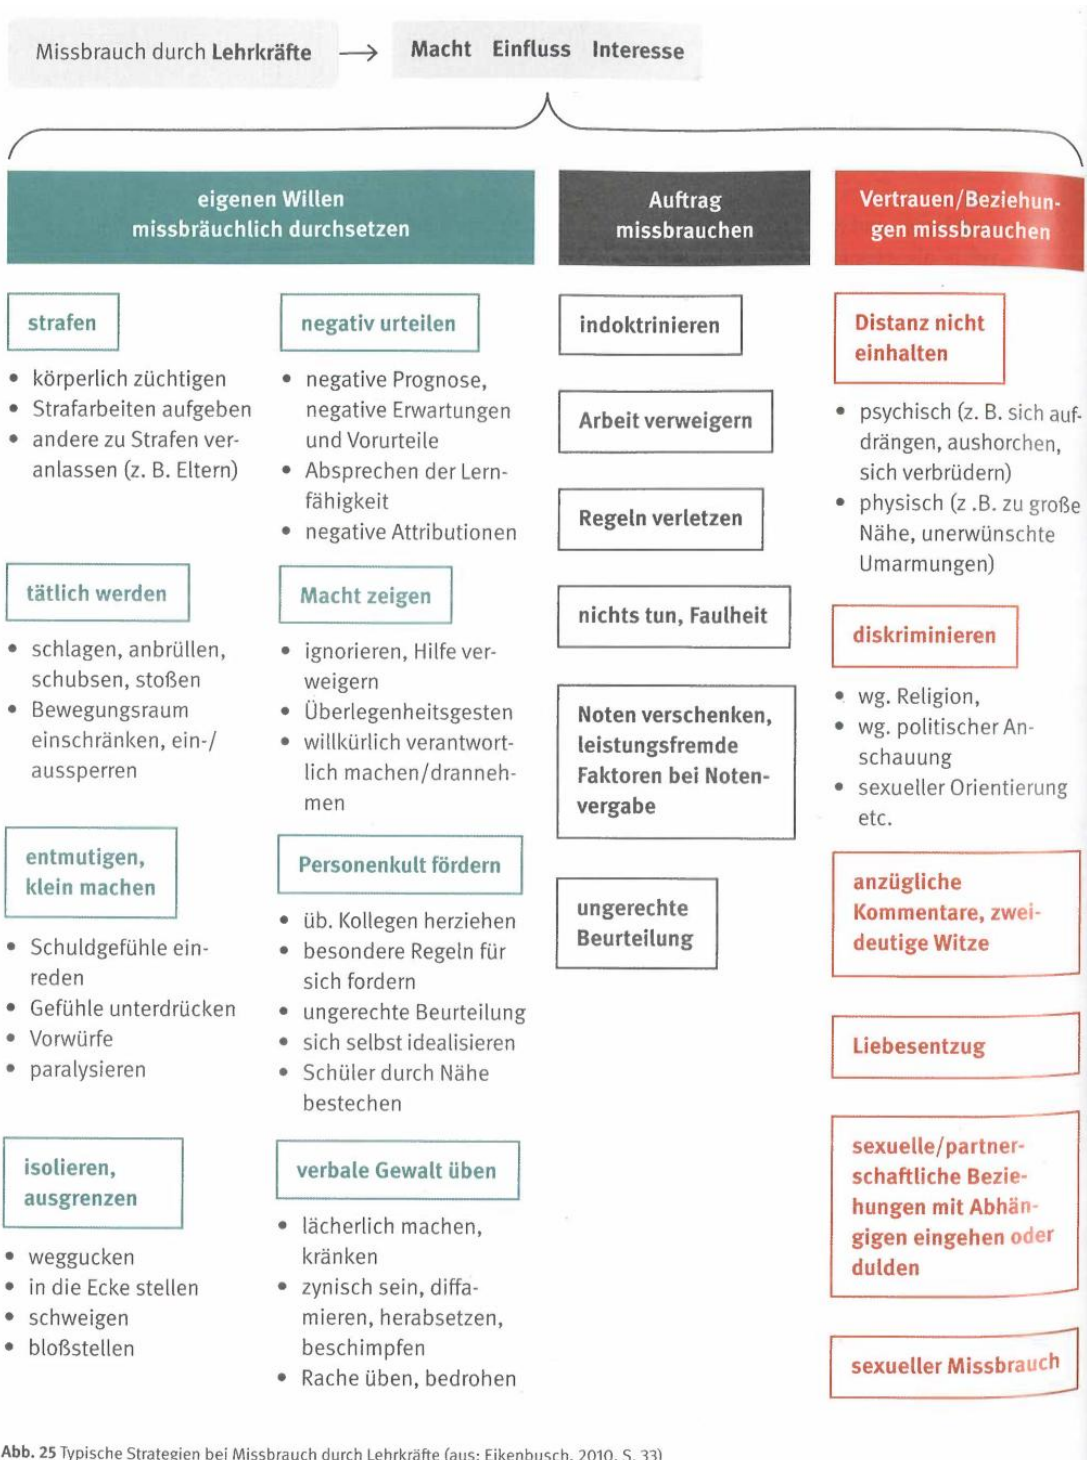 Missbrauch durch Lehrkräfte → Macht Einfluss Interesse
eigenen Willen
missbräuchlich durchsetzen
strafen
• körperlich züchtigen
• Strafarbeiten aufgeben
• andere zu Strafen ver-
anlassen (z. B. Eltern)
tätlich werden
• schlagen, anbrüllen,
schubsen, stoßen
• Bewegungsraum
einschränken, ein-/
aussperren
entmutigen,
klein machen
• Schuldgefühle ein-
reden
• Gefühle unterdrücken
• Vorwürfe
• paralysieren
isolieren,
ausgrenzen
• weggucken
• in die Ecke stellen
• schweigen
• bloßstellen
negativ urteilen
• negative Prognose,
negative Erwartungen
und Vorurteile
• Absprechen der Lern-
fähigkeit
• negative Attributionen
Macht zeigen
• ignorieren, Hilfe ver-
weigern
• Überlegenheitsgesten
• willkürlich verantwort-
lich machen/dranneh-
men
Personenkult fördern
• üb. Kollegen herziehen
• besondere Regeln für
sich fordern
• ungerechte Beurteilung
• sich selbst idealisieren
• Schüler durch Nähe
bestechen
verbale Gewalt üben
• lächerlich machen,
kränken
• zynisch sein, diffa-
mieren, herabsetzen,
beschimpfen
• Rache üben, bedrohen
Auftrag
missbrauchen
indoktrinieren
Arbeit verweigern
Regeln verletzen
nichts tun, Faulheit
Noten verschenken,
leistungsfremde
Faktoren bei Noten-
vergabe
ungerechte
Beurteilung
Vertrauen/Beziehun-
gen missbrauchen
Distanz nicht
einhalten
• psychisch (z. B. sich auf-
drängen, aushorchen,
sich verbrüdern)
• physisch (z .B. zu große
Nähe, unerwünschte
Umarmungen)
diskriminieren
• wg. Religion,
• wg. politischer An-
schauung
• sexueller Orientierung
etc.
anzügliche
Kommentare, zwei-
deutige Witze
Liebesentzug
sexuelle/partner-
schaftliche Bezie-
hungen mit Abhän-
gigen eingehen oder
dulden
sexueller Missbrauch
Abb. 25 Typische Strategien bei Missbrauch durch Lehrkräfte (aus: Eikenbusch, 2010, S. 33)